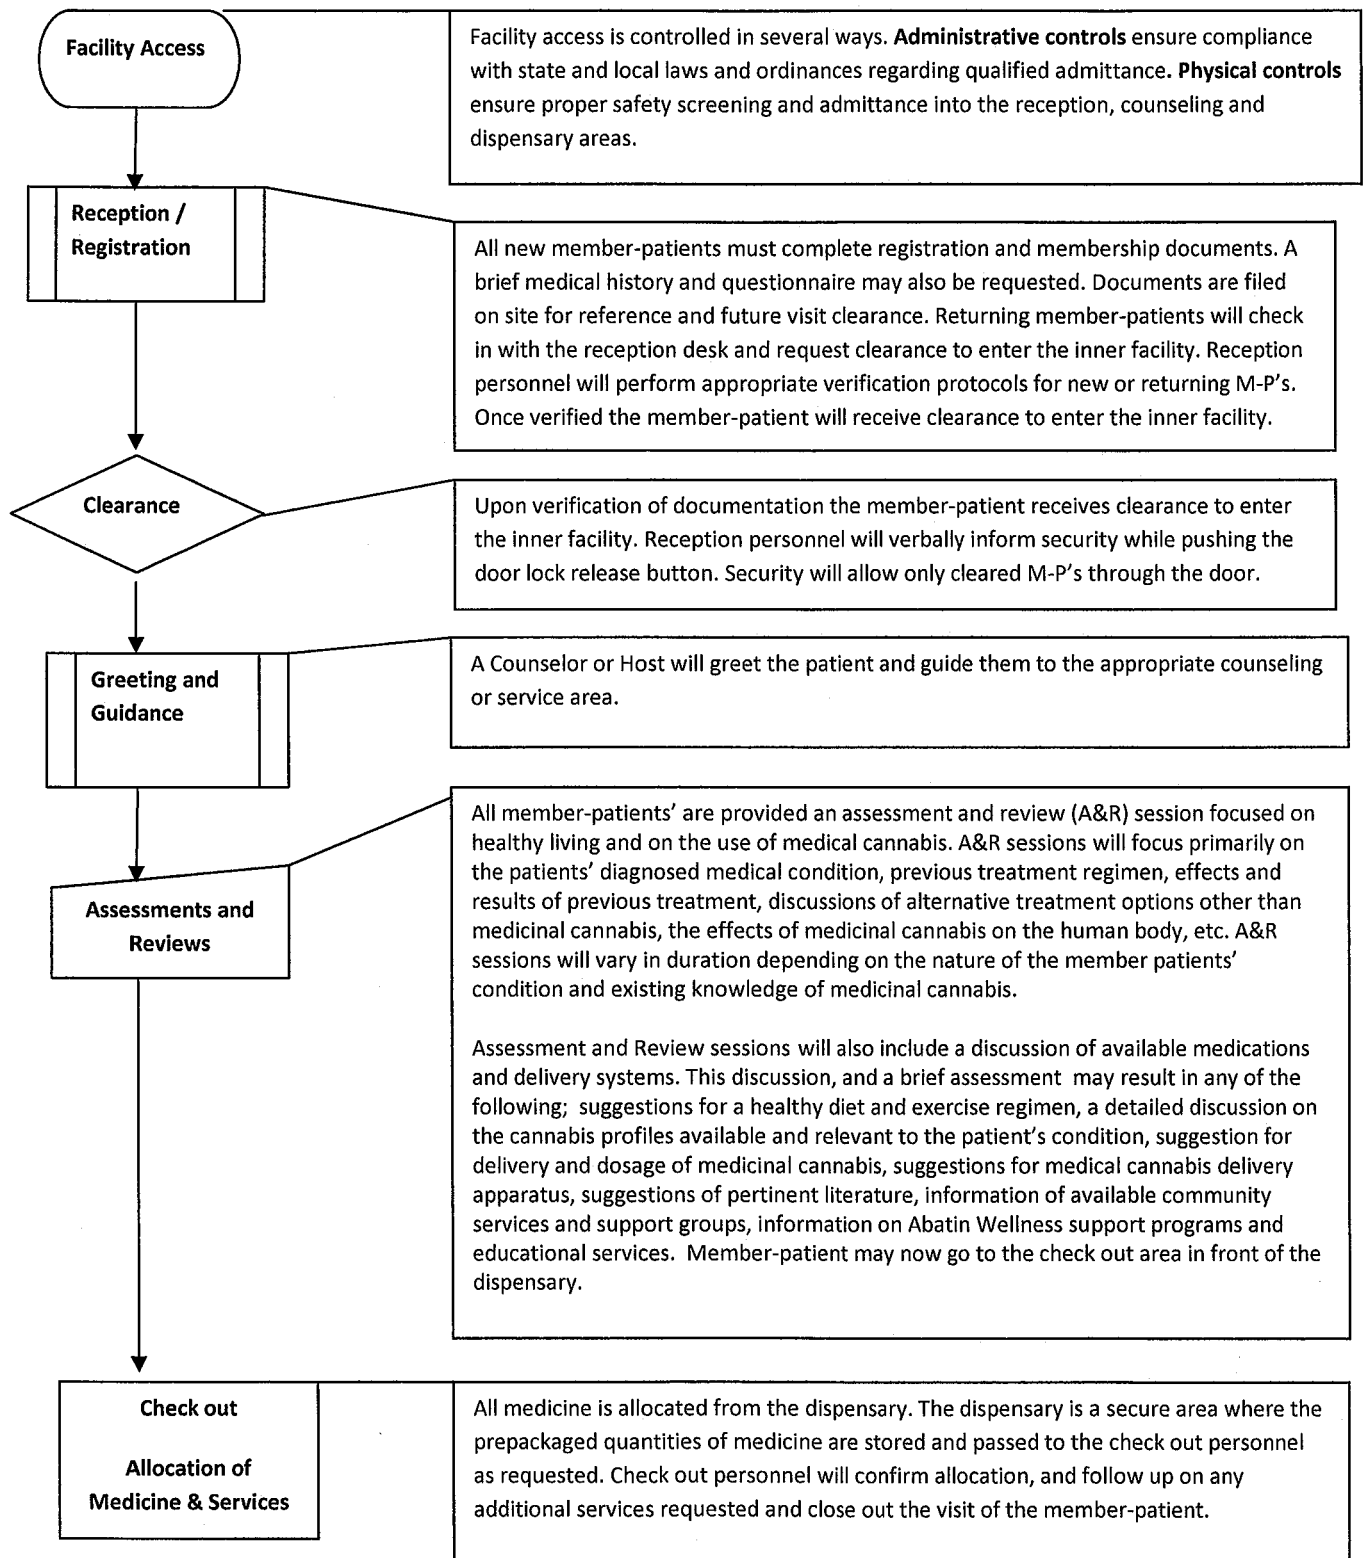 Facility Access
Facility access is controlled in several ways. Administrative controls ensure compliance
with state and local laws and ordinances regarding qualified admittance. Physical controls
ensure proper safety screening and admittance into the reception, counseling and
dispensary areas.
Reception /
Registration
All new member-patients must complete registration and membership documents. A
brief medical history and questionnaire may also be requested. Documents are filed
on site for reference and future visit clearance. Returning member-patients will check
in with the reception desk and request clearance to enter the inner facility. Reception
personnel will perform appropriate verification protocols for new or returning M-P's.
Once verified the member-patient will receive clearance to enter the inner facility.
Clearance
Upon verification of documentation the member-patient receives clearance to enter
the inner facility. Reception personnel will verbally inform security while pushing the
door lock release button. Security will allow only cleared M-P's through the door.
Greeting and
Guidance
A Counselor or Host will greet the patient and guide them to the appropriate counseling
or service area.
Assessments and
Reviews
All member-patients' are provided an assessment and review (A&R) session focused on
healthy living and on the use of medical cannabis. A&R sessions will focus primarily on
the patients' diagnosed medical condition, previous treatment regimen, effects and
results of previous treatment, discussions of alternative treatment options other than
medicinal cannabis, the effects of medicinal cannabis on the human body, etc. A&R
sessions will vary in duration depending on the nature of the member patients'
condition and existing knowledge of medicinal cannabis.
Assessment and Review sessions will also include a discussion of available medications
and delivery systems. This discussion, and a brief assessment may result in any of the
following; suggestions for a healthy diet and exercise regimen, a detailed discussion on
the cannabis profiles available and relevant to the patient's condition, suggestion for
delivery and dosage of medicinal cannabis, suggestions for medical cannabis delivery
apparatus, suggestions of pertinent literature, information of available community
services and support groups, information on Abatin Wellness support programs and
educational services. Member-patient may now go to the check out area in front of the
dispensary.
Check out
Allocation of
Medicine & Services
All medicine is allocated from the dispensary. The dispensary is a secure area where the
prepackaged quantities of medicine are stored and passed to the check out personnel
as requested. Check out personnel will confirm allocation, and follow up on any
additional services requested and close out the visit of the member-patient.